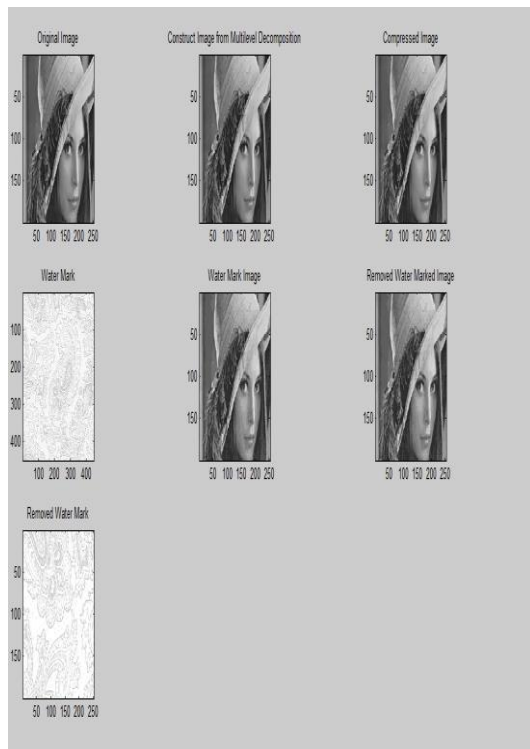 Original Image
Construct Image from Multilevel Decomposition
Compressed Image
50
100
150
50 100 150 200 250
50
100
150
50 100 150 200 250
50
100
150
50 100 150 200 250
Water Mark
Water Mark Image
Removed Water Marked Image
100
200
300
400
100 200 300 400
50
100
150
50 100 150 200 250
50
100
150
50 100 150 200 250
Removed Water Mark
50
100
150
50 100 150 200 250